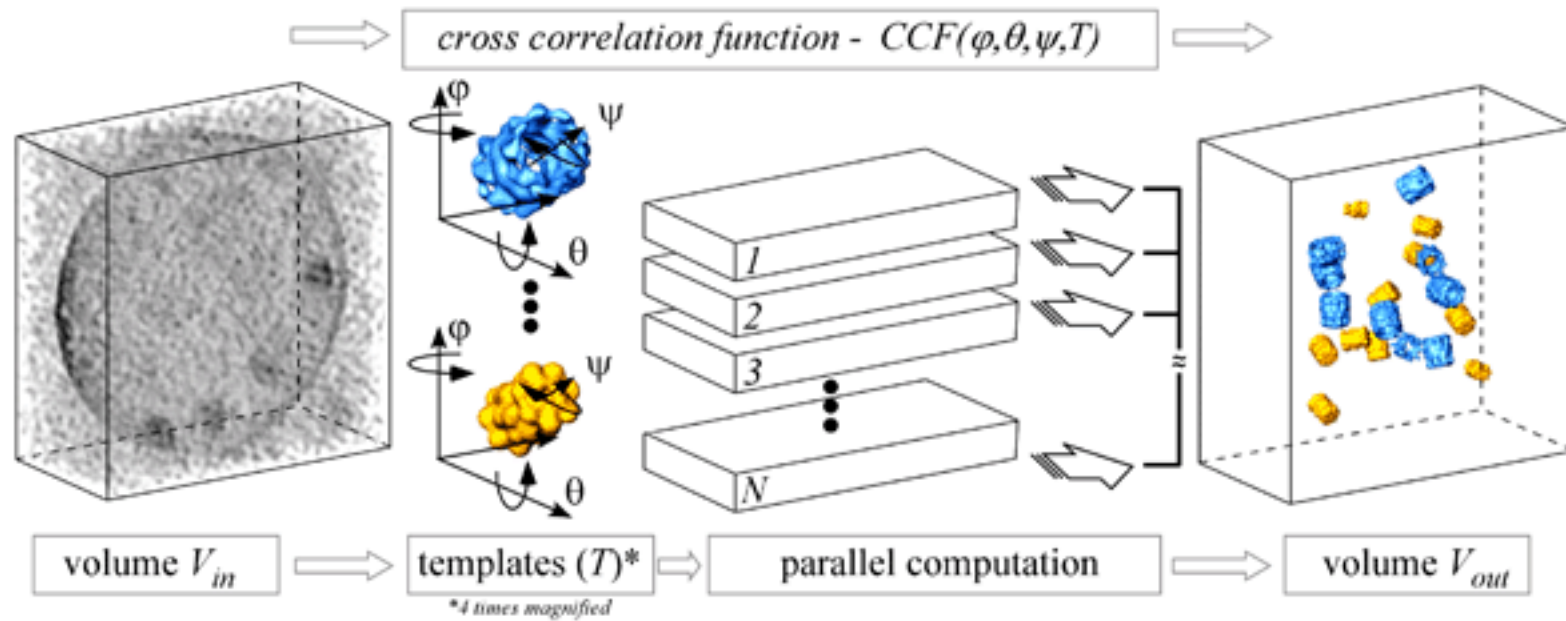 cross correlation function - CCF(φ,θ,ψ,T)
φ
ψ
θ
φ
ψ
θ
1
2
3
N
≈
volume V_in
templates (T)*
*4 times magnified
parallel computation
volume V_out